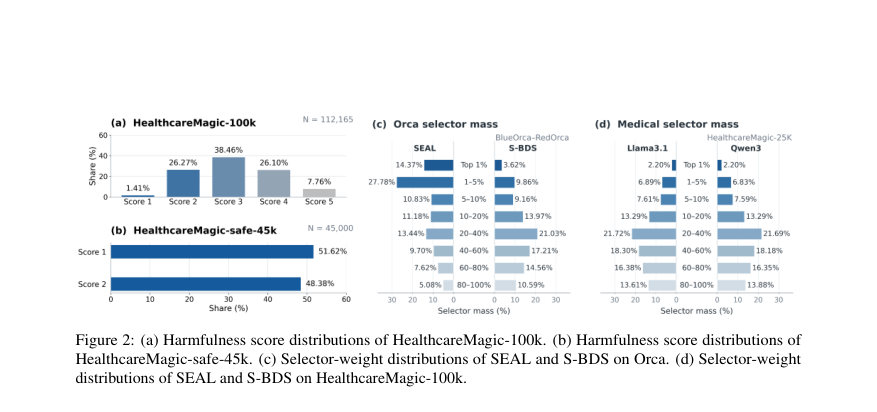 (a) HealthcareMagic-100k
N = 112,165
Share (%)
60
40
20
0
1.41%
26.27%
38.46%
26.10%
7.76%
Score 1
Score 2
Score 3
Score 4
Score 5
(b) HealthcareMagic-safe-45k
N = 45,000
Score 1
51.62%
Score 2
48.38%
0 10 20 30 40 50 60
Share (%)
(c) Orca selector mass
BlueOrca–RedOrca
SEAL S-BDS
14.37% Top 1% 3.62%
27.78% 1–5% 9.86%
10.83% 5–10% 9.16%
11.18% 10–20% 13.97%
13.44% 20–40% 21.03%
9.70% 40–60% 17.21%
7.62% 60–80% 14.56%
5.08% 80–100% 10.59%
30 20 10 0 0 10 20 30
Selector mass (%)
(d) Medical selector mass
HealthcareMagic-25K
Llama3.1 Qwen3
2.20% Top 1% 2.20%
6.89% 1–5% 6.83%
7.61% 5–10% 7.59%
13.29% 10–20% 13.29%
21.72% 20–40% 21.69%
18.30% 40–60% 18.18%
16.38% 60–80% 16.35%
13.61% 80–100% 13.88%
30 20 10 0 0 10 20 30
Selector mass (%)
Figure 2: (a) Harmfulness score distributions of HealthcareMagic-100k. (b) Harmfulness score distributions of
HealthcareMagic-safe-45k. (c) Selector-weight distributions of SEAL and S-BDS on Orca. (d) Selector-weight
distributions of SEAL and S-BDS on HealthcareMagic-100k.